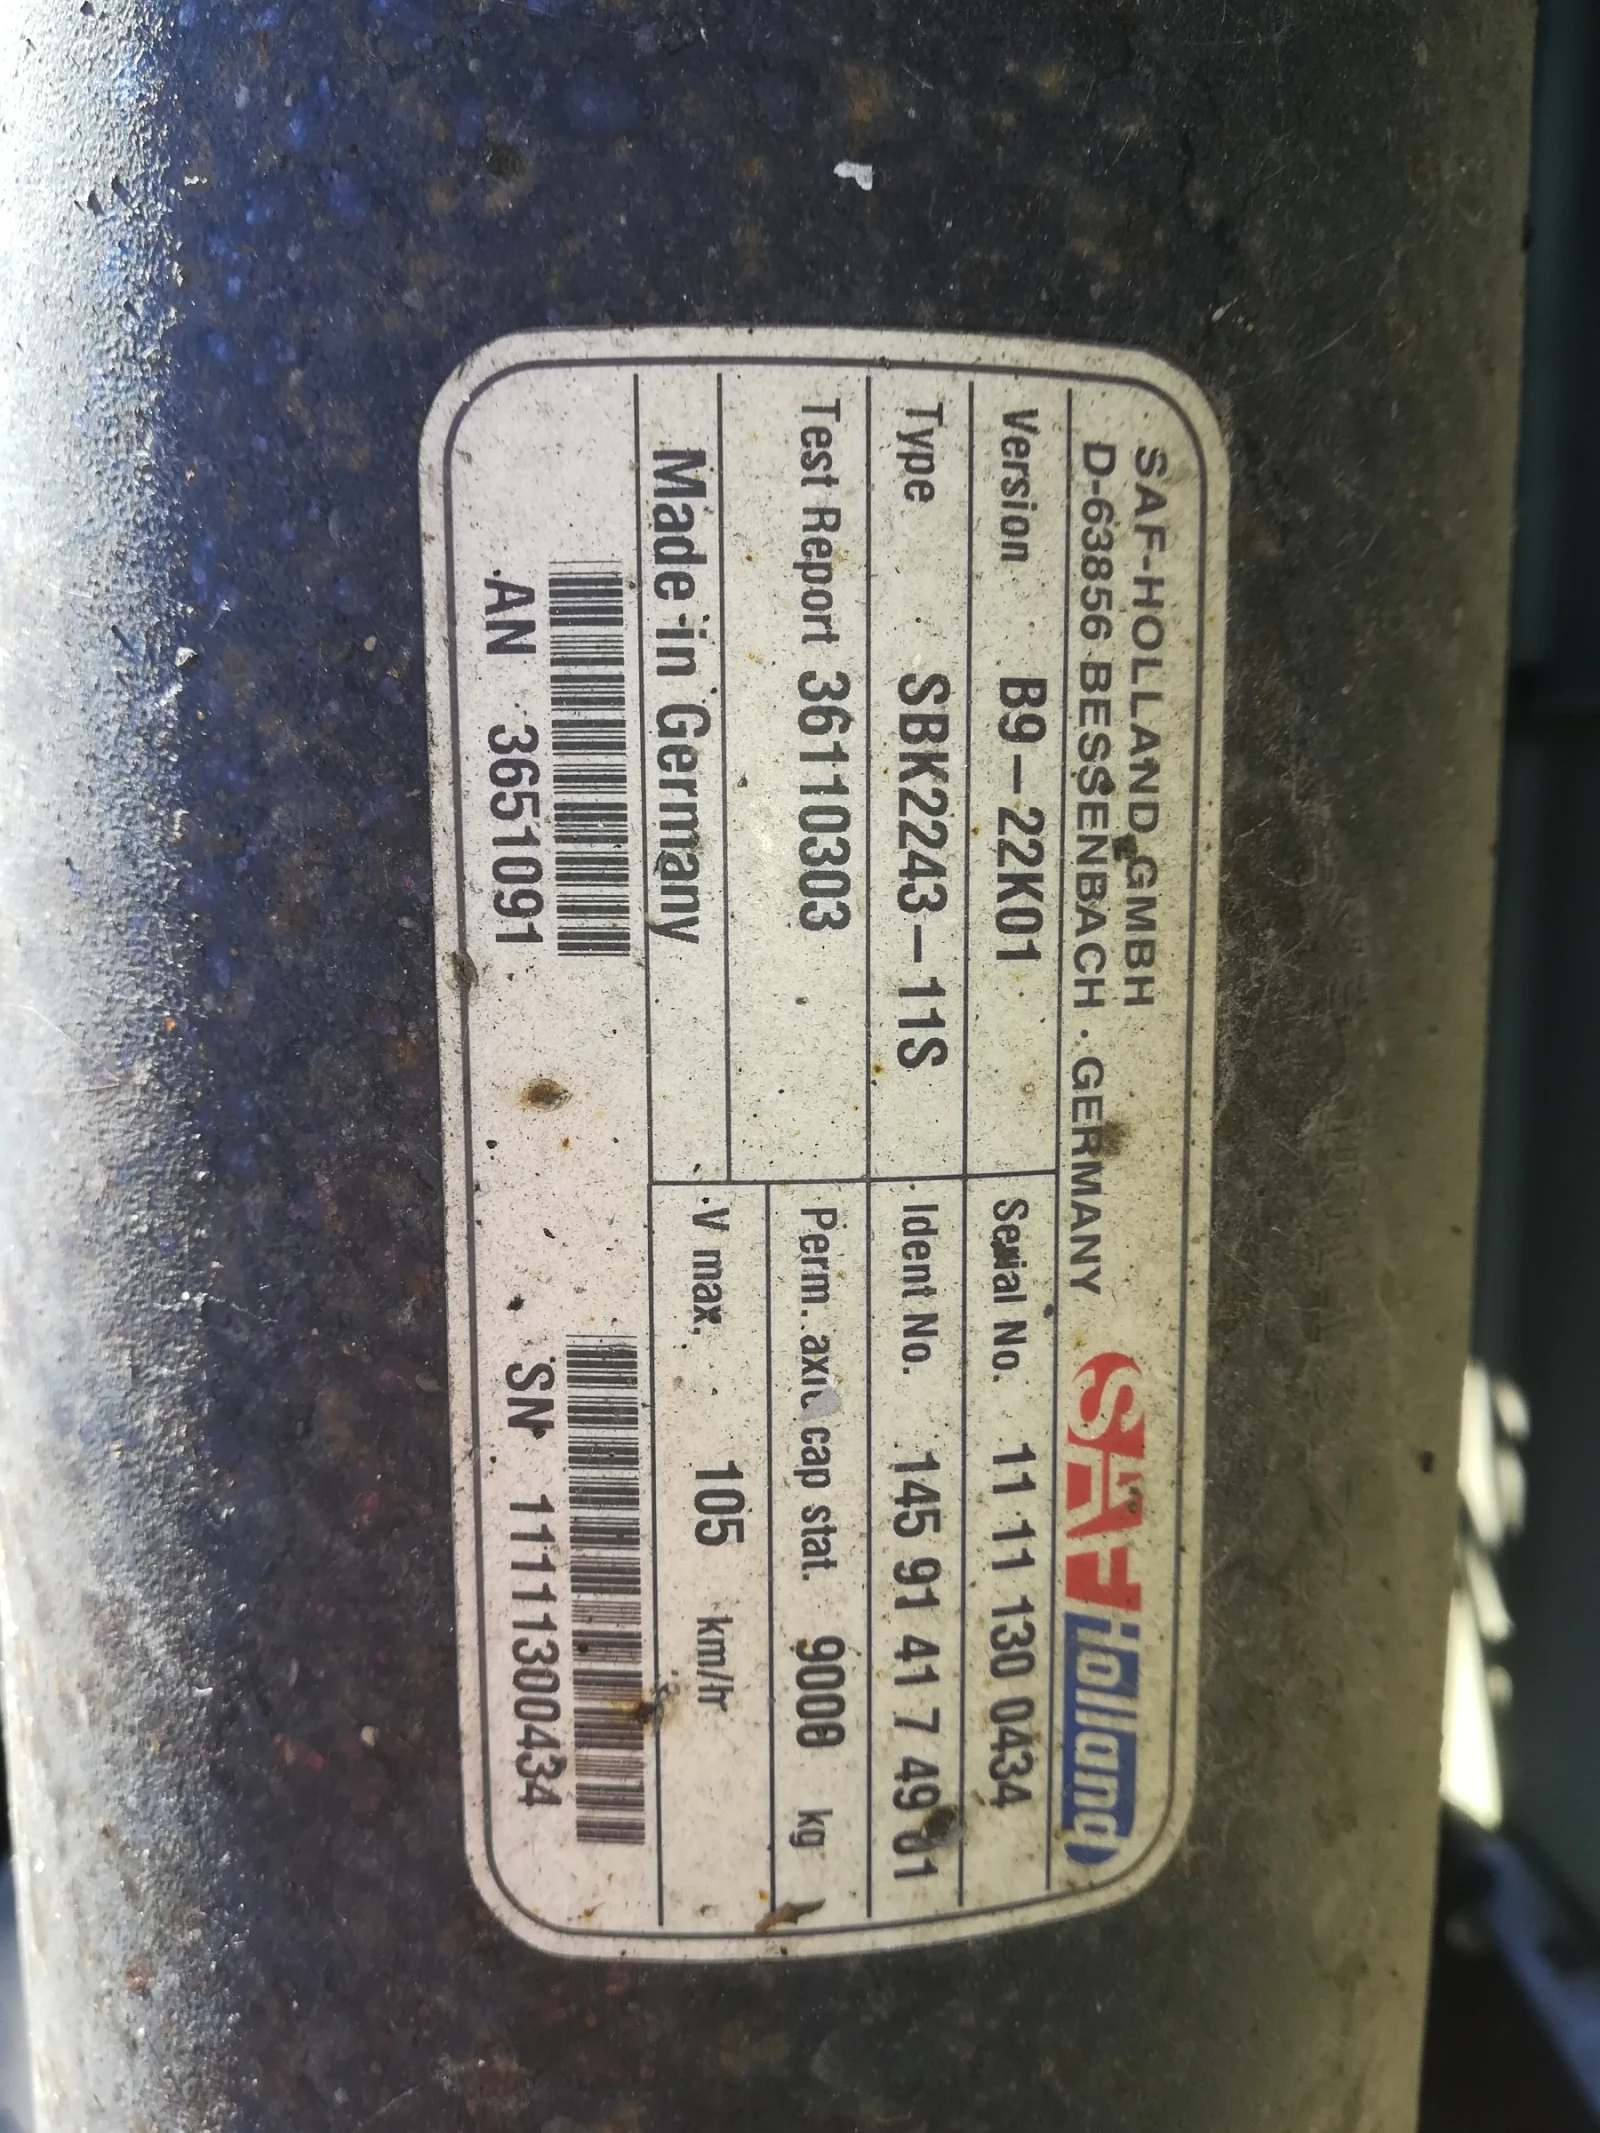 SAF-HOLLAND GMBH
D-63856 BESSENBACH · GERMANY
SAF Holland
Version B9-22K01 Serial No. 11 11 130 0434
Type SBK2243-11S Ident No. 145 91 41 7 49 01
Test Report 36110303 Perm. axle cap stat. 9000 kg
Made in Germany V max. 105 km/h
AN 3651091 SN 11111300434